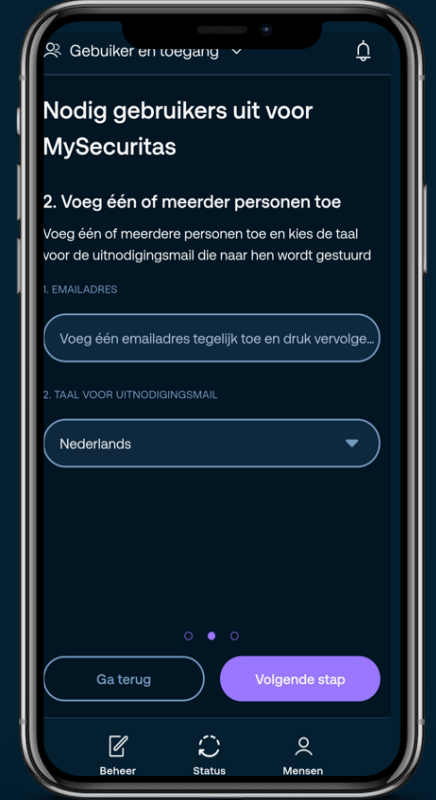 Gebuiker en toegang
Nodig gebruikers uit voor
MySecuritas
2. Voeg één of meerder personen toe
Voeg één of meerdere personen toe en kies de taal
voor de uitnodigingsmail die naar hen wordt gestuurd
1. EMAILADRES
Voeg één emailadres tegelijk toe en druk vervolge...
2. TAAL VOOR UITNODIGINGSMAIL
Nederlands
Ga terug
Volgende stap
Beheer
Status
Mensen